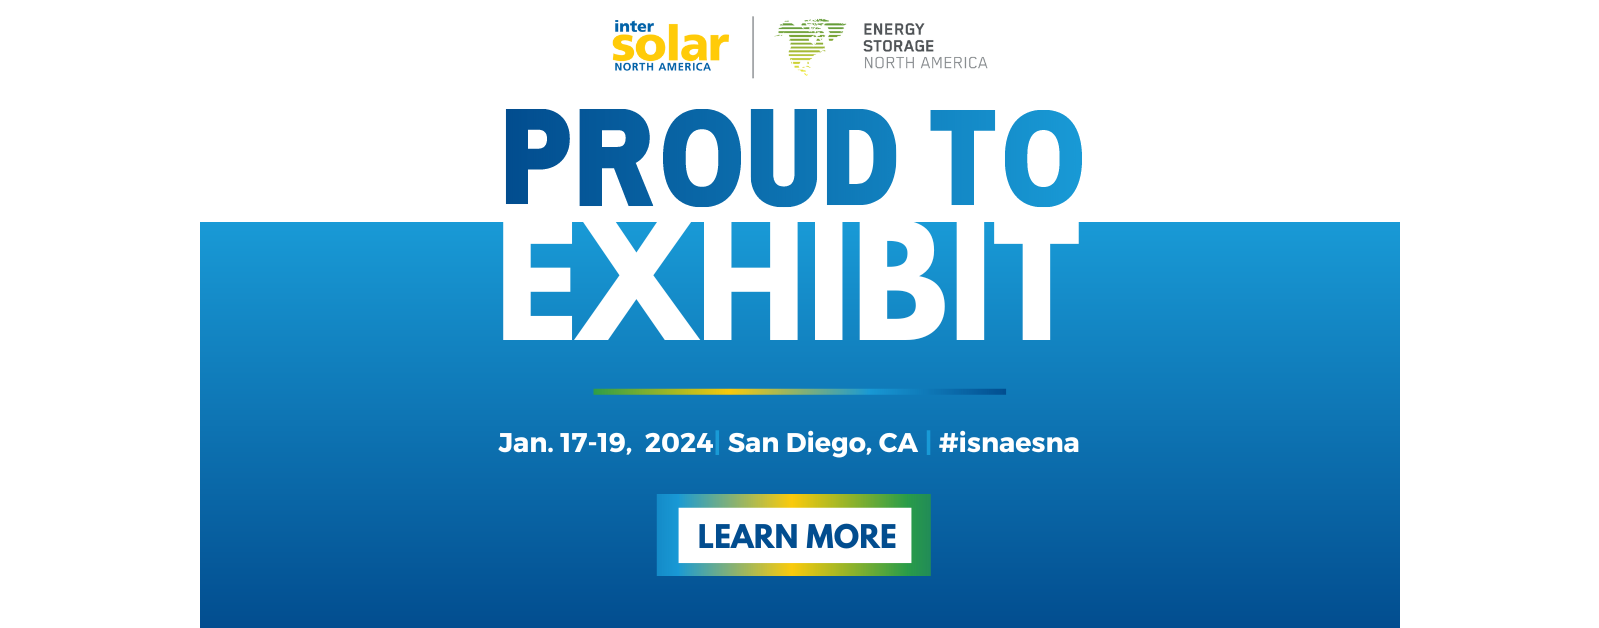 inter
solar
NORTH AMERICA
ENERGY
STORAGE
NORTH AMERICA
PROUD TO
EXHIBIT
Jan. 17-19, 2024| San Diego, CA | #isnaesna
LEARN MORE